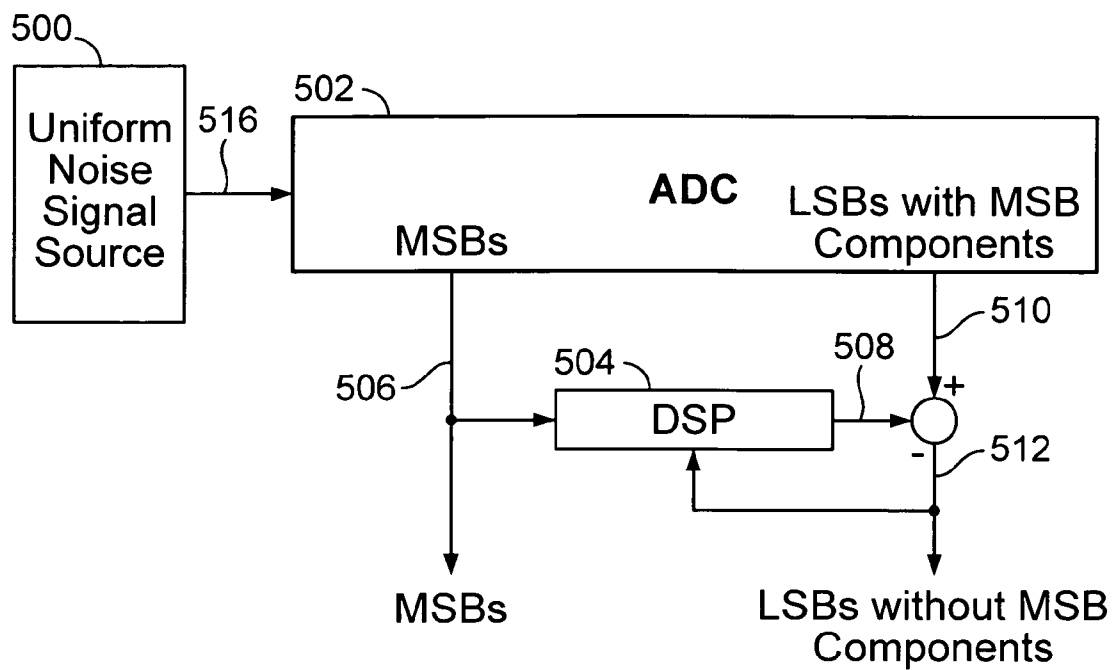 500
Uniform
Noise
Signal
Source
516
502
ADC
MSBs
LSBs with MSB
Components
506
504
DSP
508
510
+
-
512
MSBs
LSBs without MSB
Components